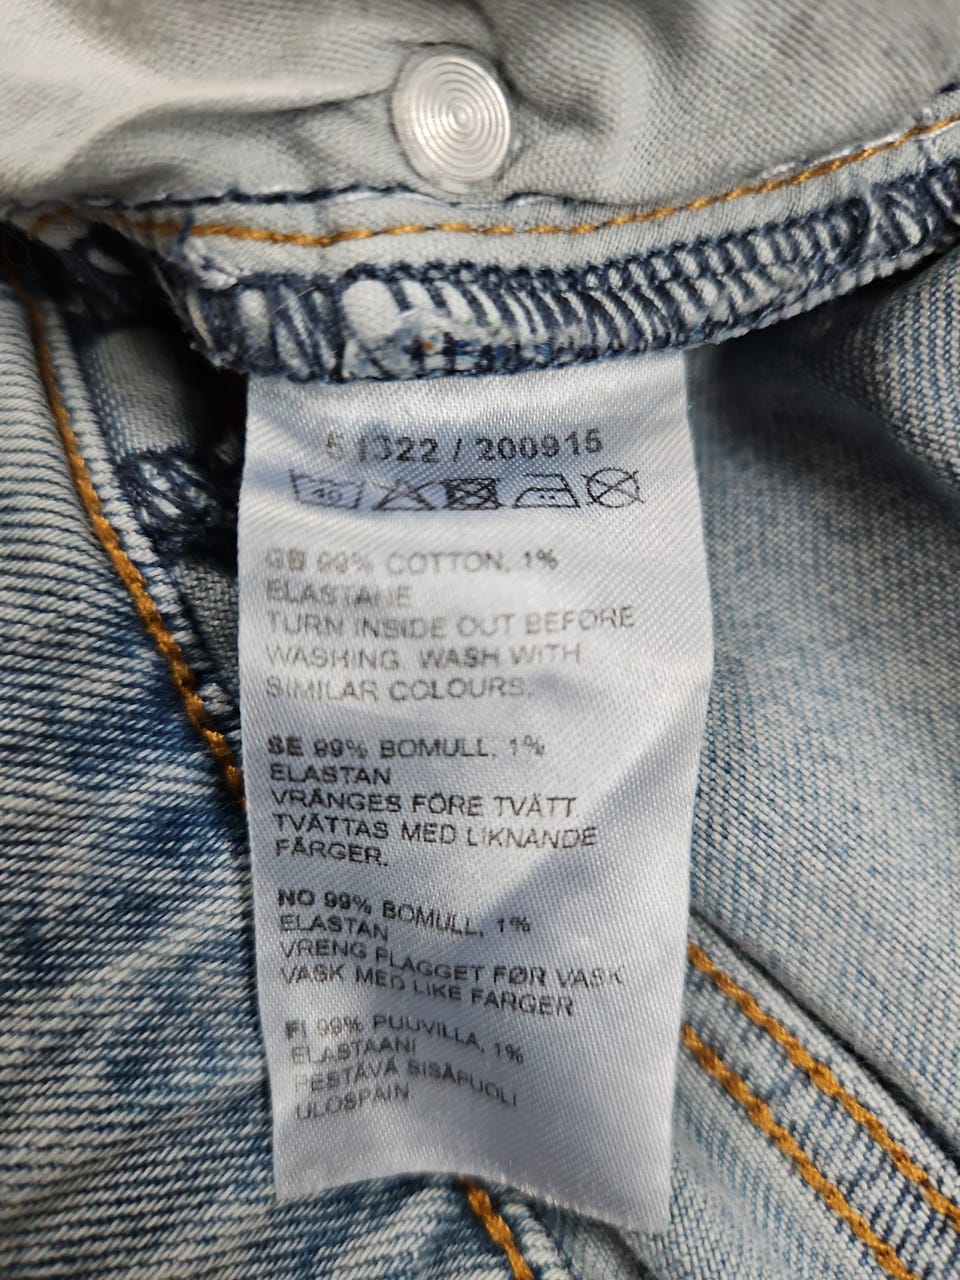 51322 / 200915
40
GB 99% COTTON, 1%
ELASTANE
TURN INSIDE OUT BEFORE
WASHING. WASH WITH
SIMILAR COLOURS.
SE 99% BOMULL, 1%
ELASTAN
VRÄNGES FÖRE TVÄTT.
TVÄTTAS MED LIKNANDE
FÄRGER.
NO 99% BOMULL, 1%
ELASTAN
VRENG PLAGGET FØR VASK
VASK MED LIKE FARGER
FI 99% PUUVILLA, 1%
ELASTAANI
PESTÄVÄ SISÄPUOLI
ULOSPÄIN